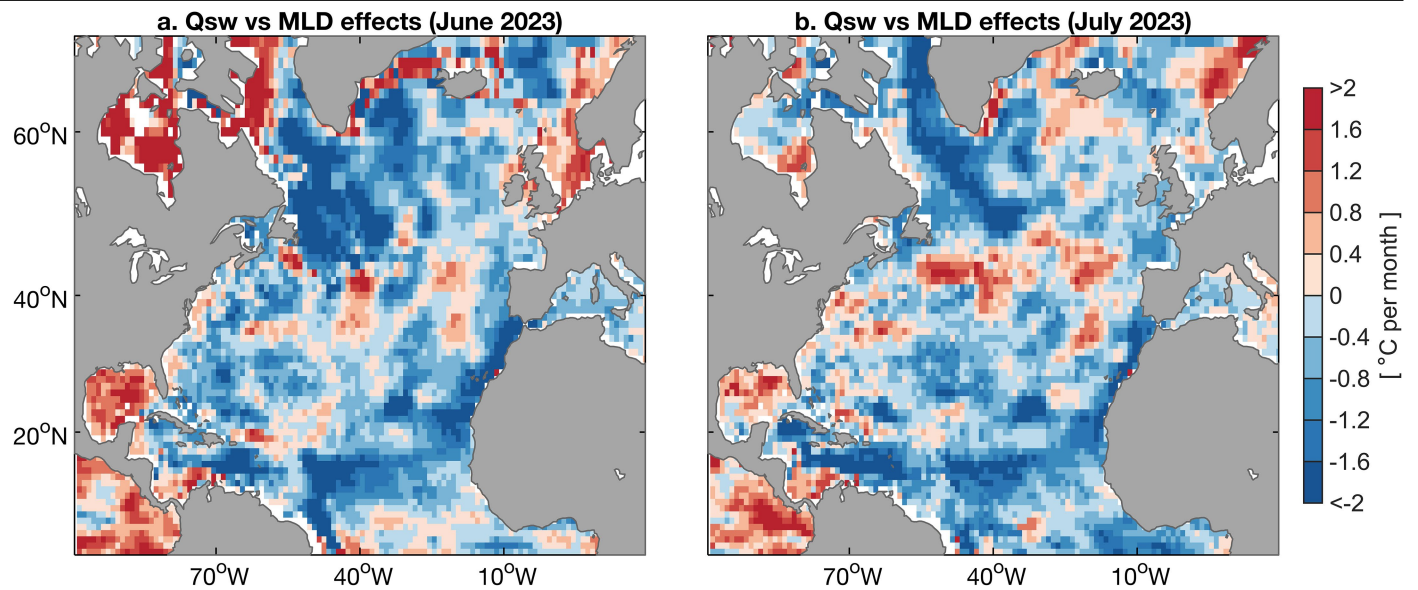 a. Qsw vs MLD effects (June 2023)
b. Qsw vs MLD effects (July 2023)
60°N
40°N
20°N
70°W
40°W
10°W
70°W
40°W
10°W
>2
1.6
1.2
0.8
0.4
0
-0.4
-0.8
-1.2
-1.6
<-2
[ °C per month ]